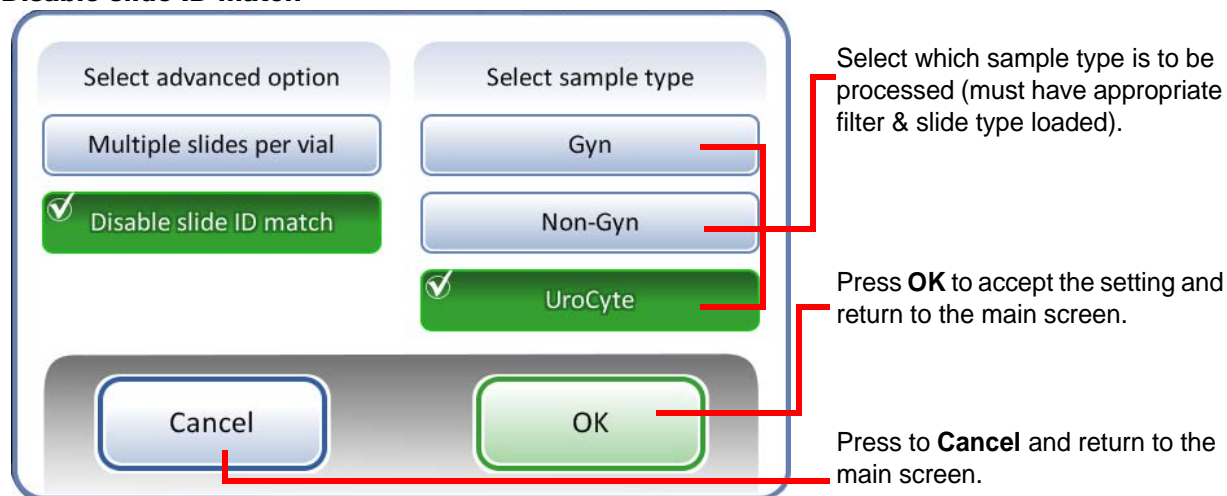 Disable slide ID match
Select advanced option
Multiple slides per vial
Disable slide ID match
Select sample type
Gyn
Non-Gyn
UroCyte
Cancel
OK
Select which sample type is to be
processed (must have appropriate
filter & slide type loaded).
Press OK to accept the setting and
return to the main screen.
Press to Cancel and return to the
main screen.